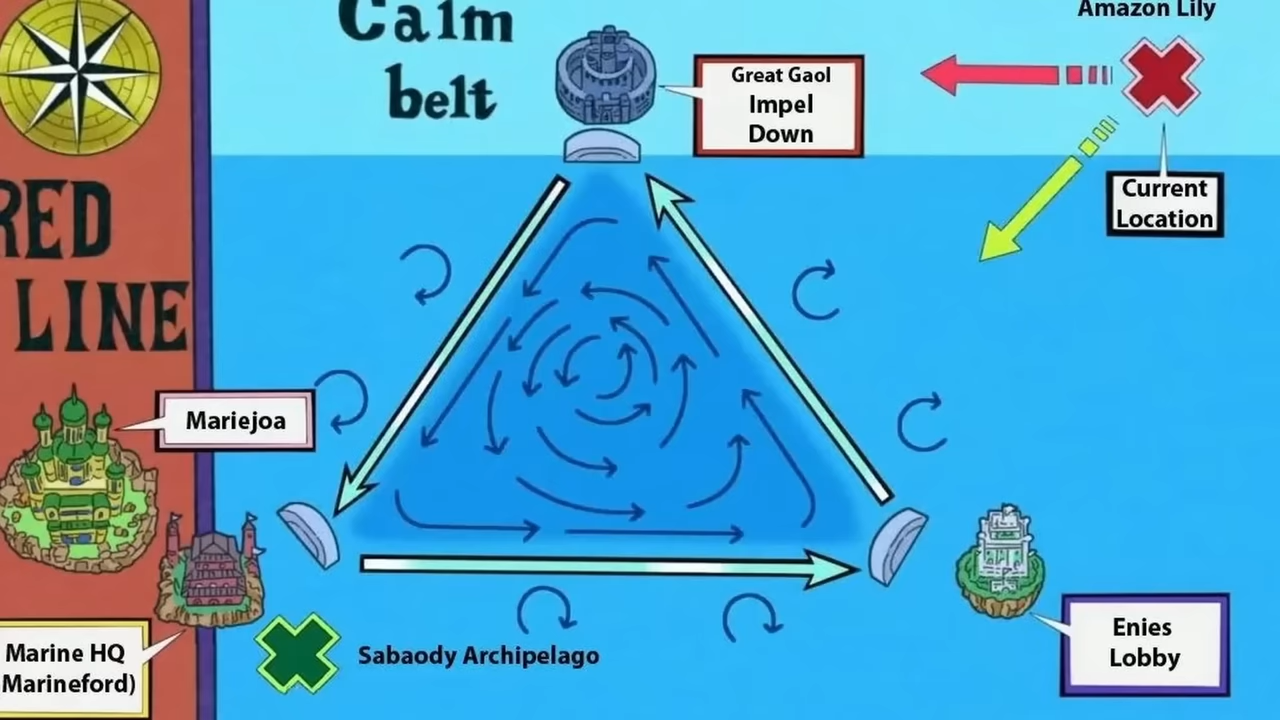 Calm
belt
Amazon Lily
Great Gaol
Impel
Down
Current
Location
RED
LINE
Mariejoa
Marine HQ
Marineford)
Sabaody Archipelago
Enies
Lobby